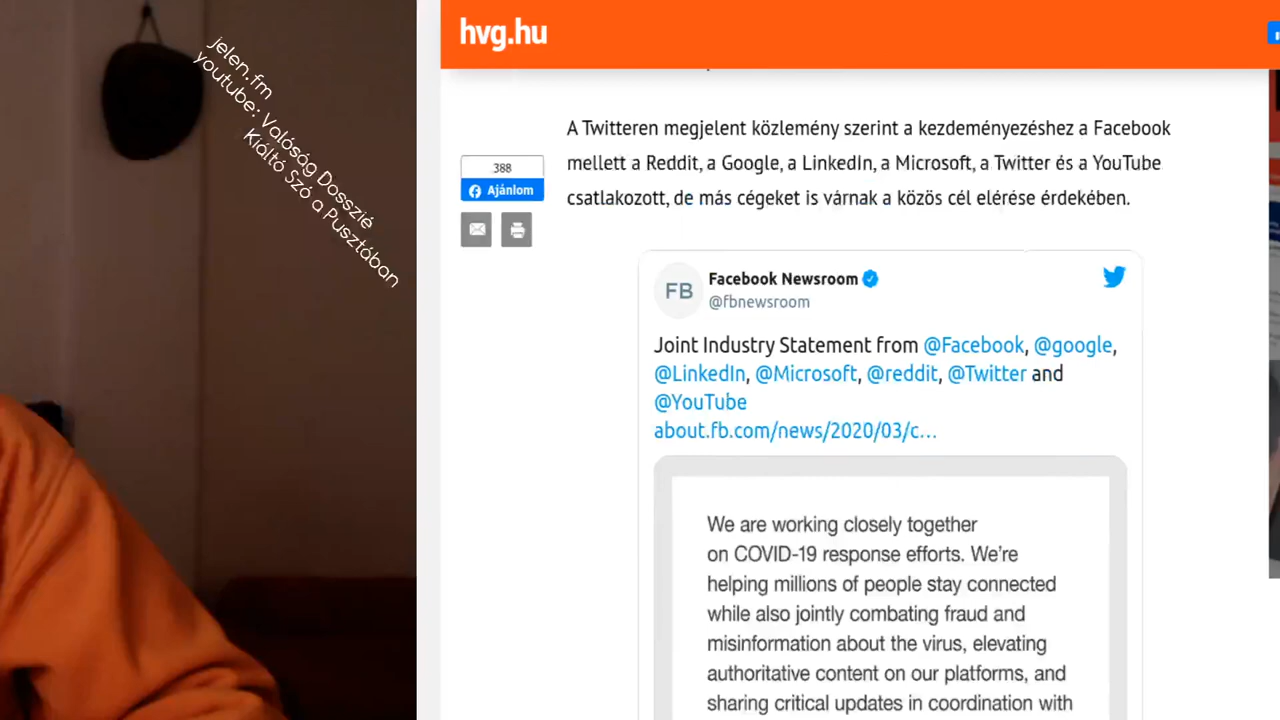 jelen.fm
youtube: Valóság Dosszié
Kiáltó Szó a Pusztában
hvg.hu
A Twitteren megjelent közlemény szerint a kezdeményezéshez a Facebook
mellett a Reddit, a Google, a LinkedIn, a Microsoft, a Twitter és a YouTube
csatlakozott, de más cégeket is várnak a közös cél elérése érdekében.
388
Ajánlom
FB
Facebook Newsroom
@fbnewsroom
Joint Industry Statement from @Facebook, @google,
@LinkedIn, @Microsoft, @reddit, @Twitter and
@YouTube
about.fb.com/news/2020/03/c…
We are working closely together
on COVID-19 response efforts. We're
helping millions of people stay connected
while also jointly combating fraud and
misinformation about the virus, elevating
authoritative content on our platforms, and
sharing critical updates in coordination with